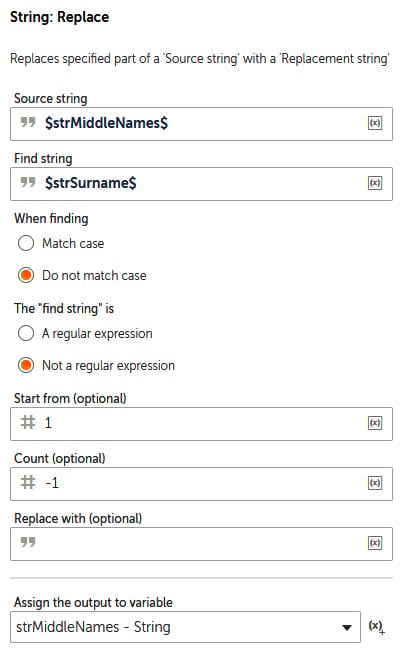 String: Replace
Replaces specified part of a 'Source string' with a 'Replacement string'
Source string
$strMiddleNames$
(x)
Find string
$strSurname$
(x)
When finding
Match case
Do not match case
The "find string" is
A regular expression
Not a regular expression
Start from (optional)
# 1
(x)
Count (optional)
# -1
(x)
Replace with (optional)
(x)
Assign the output to variable
strMiddleNames - String
(x)+